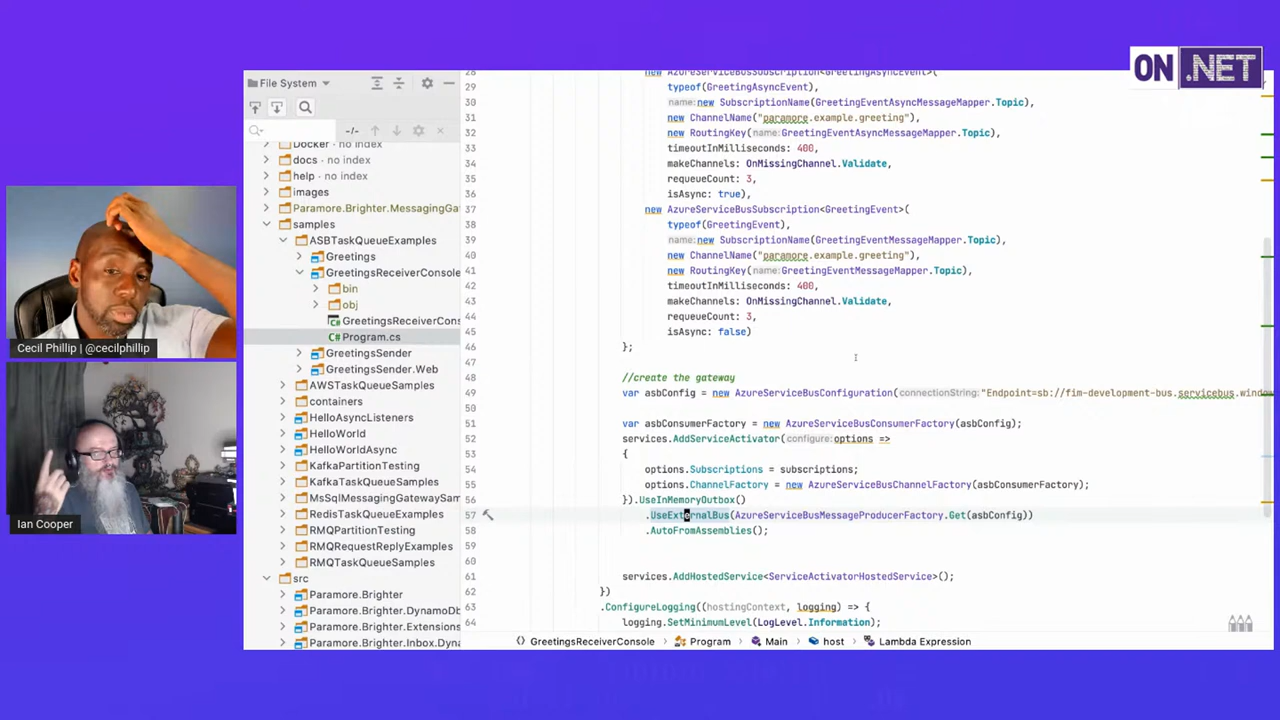 ON .NET
File System
-/-
Docker · no index
docs · no index
help · no index
images
Paramore.Brighter.MessagingGa
samples
ASBTaskQueueExamples
Greetings
GreetingsReceiverConsole
bin
obj
GreetingsReceiverCons
C# Program.cs
GreetingsSender
GreetingsSender.Web
AWSTaskQueueExamples
containers
HelloAsyncListeners
HelloWorld
HelloWorldAsync
KafkaPartitionTesting
KafkaTaskQueueSamples
MsSqlMessagingGatewaySam
RedisTaskQueueExamples
RMQPartitionTesting
RMQRequestReplyExamples
RMQTaskQueueSamples
src
Paramore.Brighter
Paramore.Brighter.DynamoDb
Paramore.Brighter.Extensions
Paramore.Brighter.Inbox.Dyna
28 new AzureServiceBusSubscription<GreetingAsyncEvent>(
29 typeof(GreetingAsyncEvent),
30 name: new SubscriptionName(GreetingEventAsyncMessageMapper.Topic),
31 new ChannelName("paramore.example.greeting"),
32 new RoutingKey(name: GreetingEventAsyncMessageMapper.Topic),
33 timeoutInMilliseconds: 400,
34 makeChannels: OnMissingChannel.Validate,
35 requeueCount: 3,
36 isAsync: true),
37 new AzureServiceBusSubscription<GreetingEvent>(
38 typeof(GreetingEvent),
39 name: new SubscriptionName(GreetingEventMessageMapper.Topic),
40 new ChannelName("paramore.example.greeting"),
41 new RoutingKey(name: GreetingEventMessageMapper.Topic),
42 timeoutInMilliseconds: 400,
43 makeChannels: OnMissingChannel.Validate,
44 requeueCount: 3,
45 isAsync: false)
46 };
47
48 //create the gateway
49 var asbConfig = new AzureServiceBusConfiguration(connectionString: "Endpoint=sb://fim-development-bus.servicebus.window
50
51 var asbConsumerFactory = new AzureServiceBusConsumerFactory(asbConfig);
52 services.AddServiceActivator(configure: options =>
53 {
54 options.Subscriptions = subscriptions;
55 options.ChannelFactory = new AzureServiceBusChannelFactory(asbConsumerFactory);
56 }).UseInMemoryOutbox()
57 .UseExternalBus(AzureServiceBusMessageProducerFactory.Get(asbConfig))
58 .AutoFromAssemblies();
59
60
61 services.AddHostedService<ServiceActivatorHostedService>();
62 })
63 .ConfigureLogging((hostingContext, logging) => {
64 logging.SetMinimumLevel(LogLevel.Information);
GreetingsReceiverConsole Program Main host Lambda Expression
Cecil Phillip | @cecilphillip
Ian Cooper